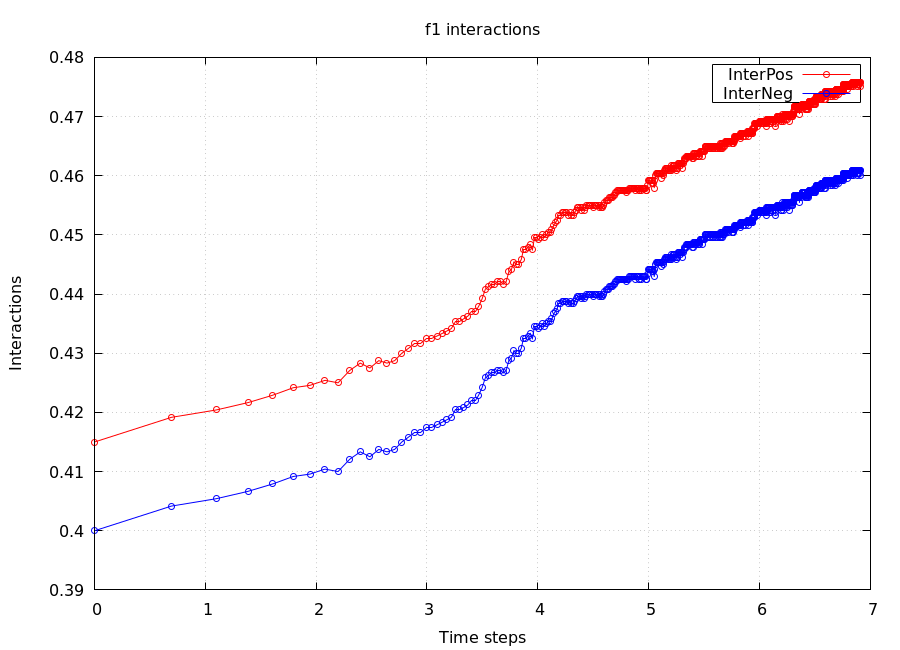 f1 interactions
0.48
0.47
0.46
0.45
0.44
0.43
0.42
0.41
0.4
0.39
Interactions
InterPos
InterNeg
0 1 2 3 4 5 6 7
Time steps